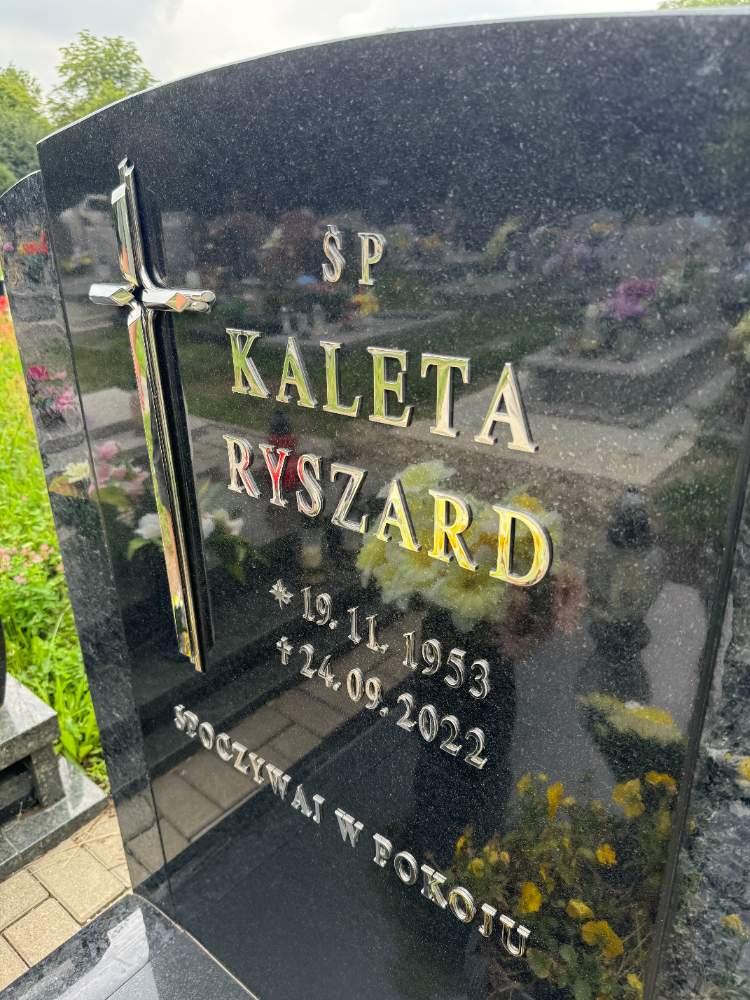 ŚP
KALETA
RYSZARD
* 19.11.1953
† 24.09.2022
SPOCZYWAJ W POKOJU